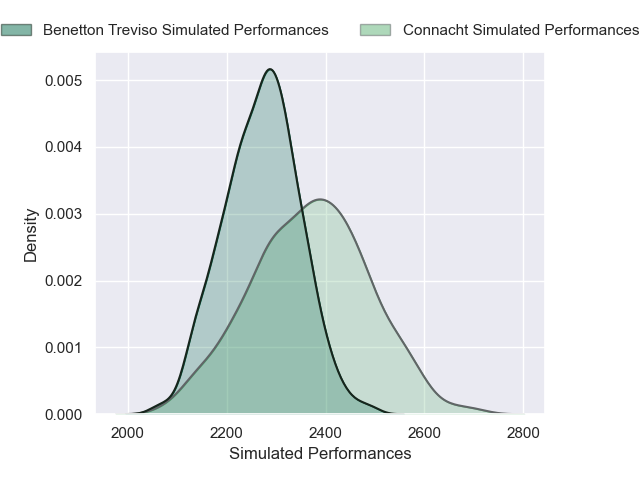 Benetton Treviso Simulated Performances
Connacht Simulated Performances
0.005
0.004
0.003
0.002
0.001
0.000
Density
2000
2200
2400
2600
2800
Simulated Performances